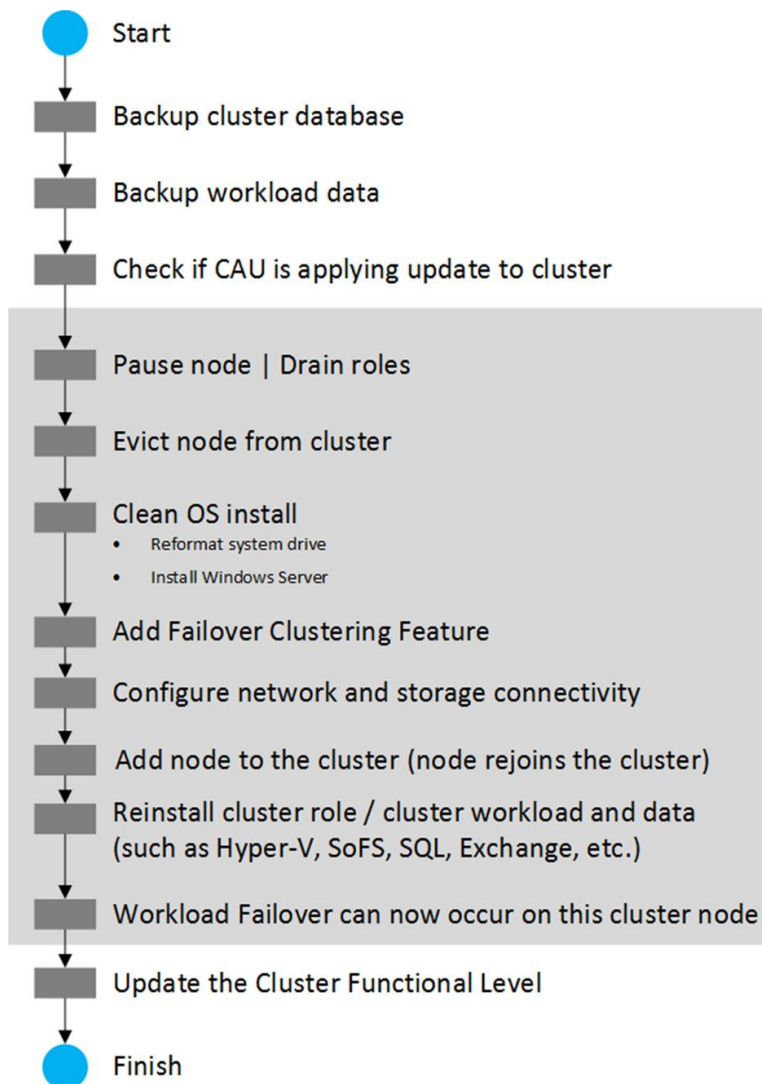 Start
Backup cluster database
Backup workload data
Check if CAU is applying update to cluster
Pause node | Drain roles
Evict node from cluster
Clean OS install
• Reformat system drive
• Install Windows Server
Add Failover Clustering Feature
Configure network and storage connectivity
Add node to the cluster (node rejoins the cluster)
Reinstall cluster role / cluster workload and data
(such as Hyper-V, SoFS, SQL, Exchange, etc.)
Workload Failover can now occur on this cluster node
Update the Cluster Functional Level
Finish